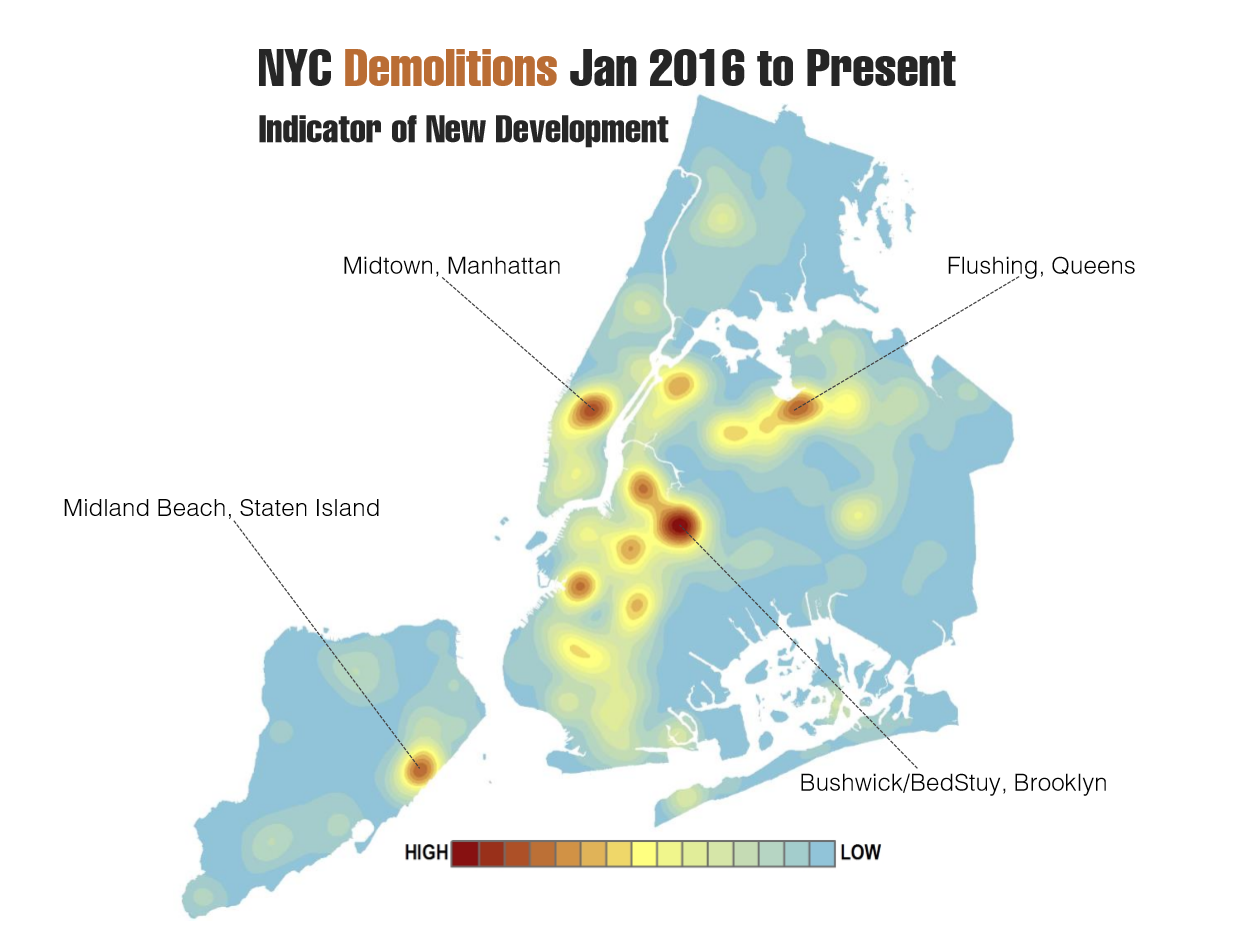 NYC Demolitions Jan 2016 to Present
Indicator of New Development
Midtown, Manhattan
Flushing, Queens
Midland Beach, Staten Island
Bushwick/BedStuy, Brooklyn
HIGH
LOW